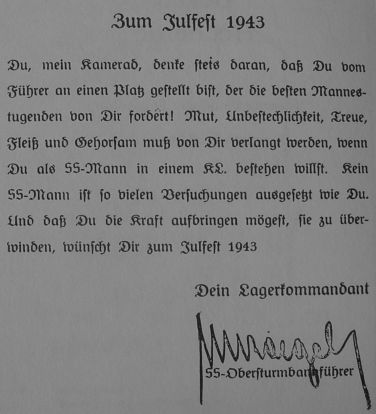 Zum Julfest 1943
Du, mein Kamerad, denke stets daran, daß Du vom
Führer an einen Platz gestellt bist, der die besten Mannes-
tugenden von Dir fordert! Mut, Unbestechlichkeit, Treue,
Fleiß und Gehorsam muß von Dir verlangt werden, wenn
Du als SS-Mann in einem KL. bestehen willst. Kein
SS-Mann ist so vielen Versuchungen ausgesetzt wie Du.
Und daß Du die Kraft aufbringen mögest, sie zu über-
winden, wünscht Dir zum Julfest 1943
Dein Lagerkommandant
SS-Obersturmbannführer